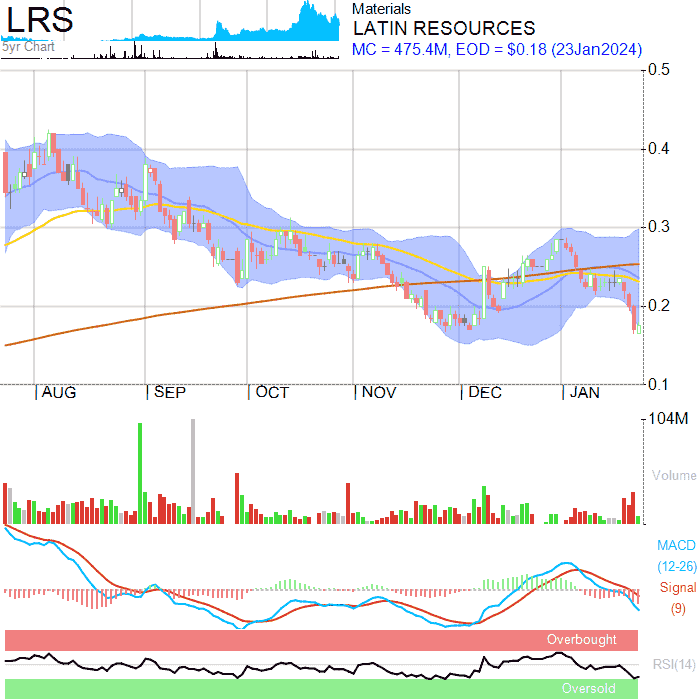 LRS
5yr Chart
Materials
LATIN RESOURCES
MC = 475.4M, EOD = $0.18 (23Jan2024)
0.5
0.4
0.3
0.2
0.1
AUG
SEP
OCT
NOV
DEC
JAN
104M
Volume
MACD
(12-26)
Signal
(9)
Overbought
RSI(14)
Oversold